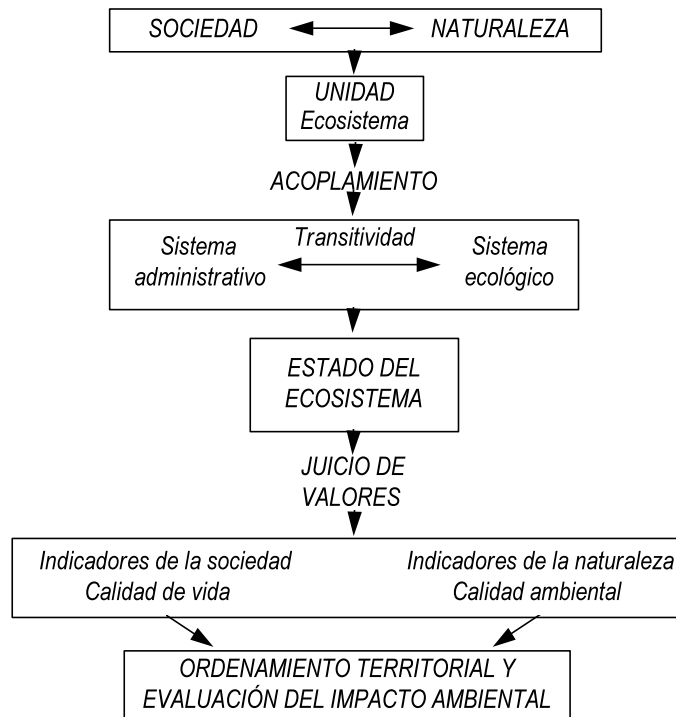 SOCIEDAD NATURALEZA
UNIDAD
Ecosistema
ACOPLAMIENTO
Transitividad
Sistema
administrativo
Sistema
ecológico
ESTADO DEL
ECOSISTEMA
JUICIO DE
VALORES
Indicadores de la sociedad
Calidad de vida
Indicadores de la naturaleza
Calidad ambiental
ORDENAMIENTO TERRITORIAL Y
EVALUACIÓN DEL IMPACTO AMBIENTAL